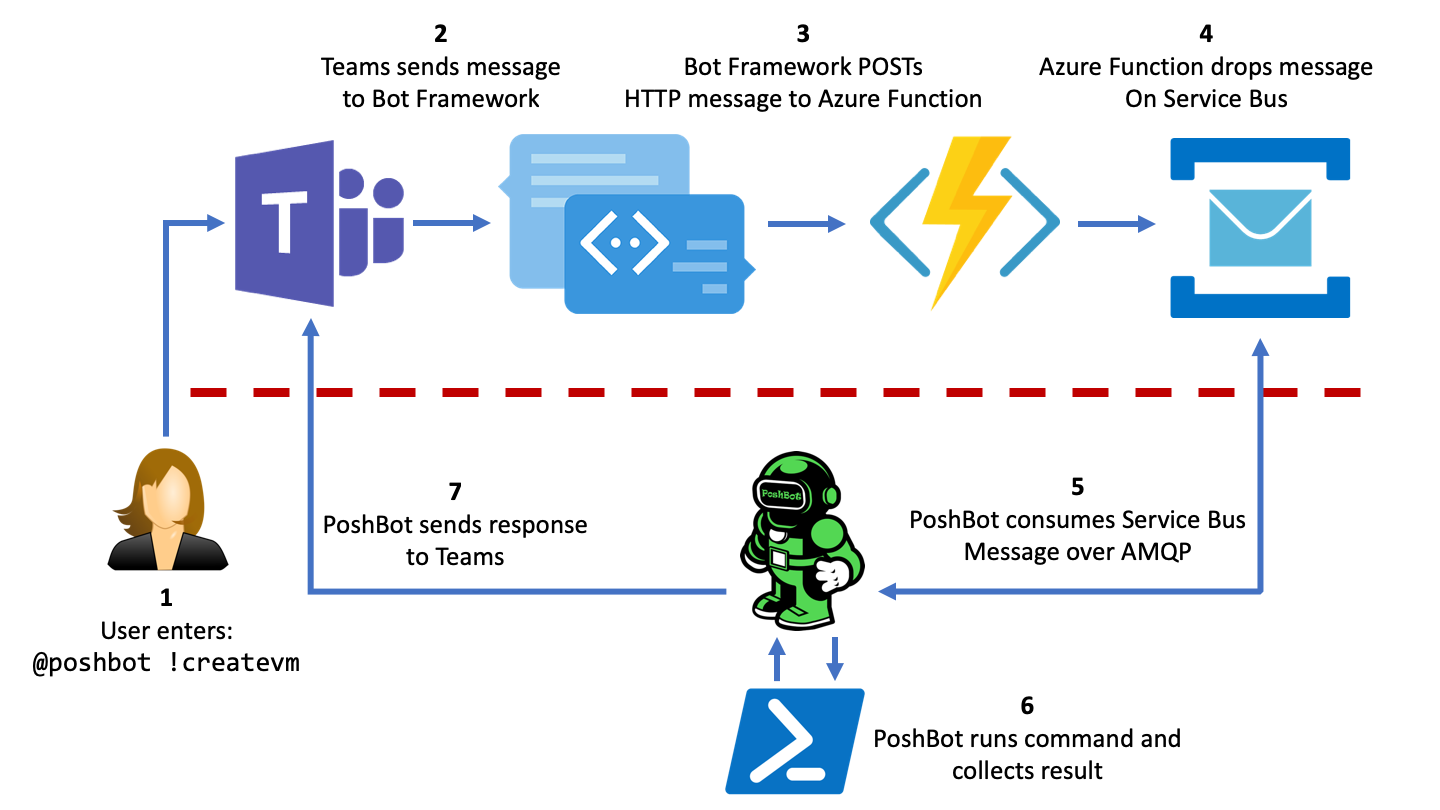 2
Teams sends message
to Bot Framework
3
Bot Framework POSTs
HTTP message to Azure Function
4
Azure Function drops message
On Service Bus
T
1
User enters:
@poshbot !createvm
7
PoshBot sends response
to Teams
PoshBot
5
PoshBot consumes Service Bus
Message over AMQP
6
PoshBot runs command and
collects result